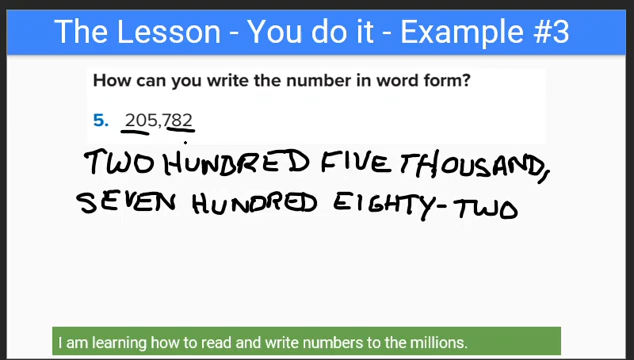 The Lesson - You do it - Example #3
How can you write the number in word form?
5. 205,782
TWO HUNDRED FIVE THOUSAND,
SEVEN HUNDRED EIGHTY-TWO
I am learning how to read and write numbers to the millions.